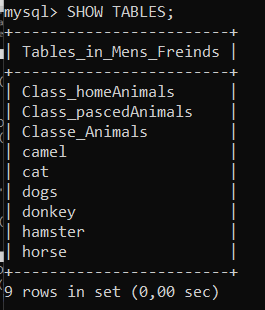 mysql> SHOW TABLES;
+------------------------+
| Tables_in_Mens_Freinds |
+------------------------+
| Class_homeAnimals      |
| Class_pascedAnimals    |
| Classe_Animals         |
| camel                  |
| cat                    |
| dogs                   |
| donkey                 |
| hamster                |
| horse                  |
+------------------------+
9 rows in set (0,00 sec)